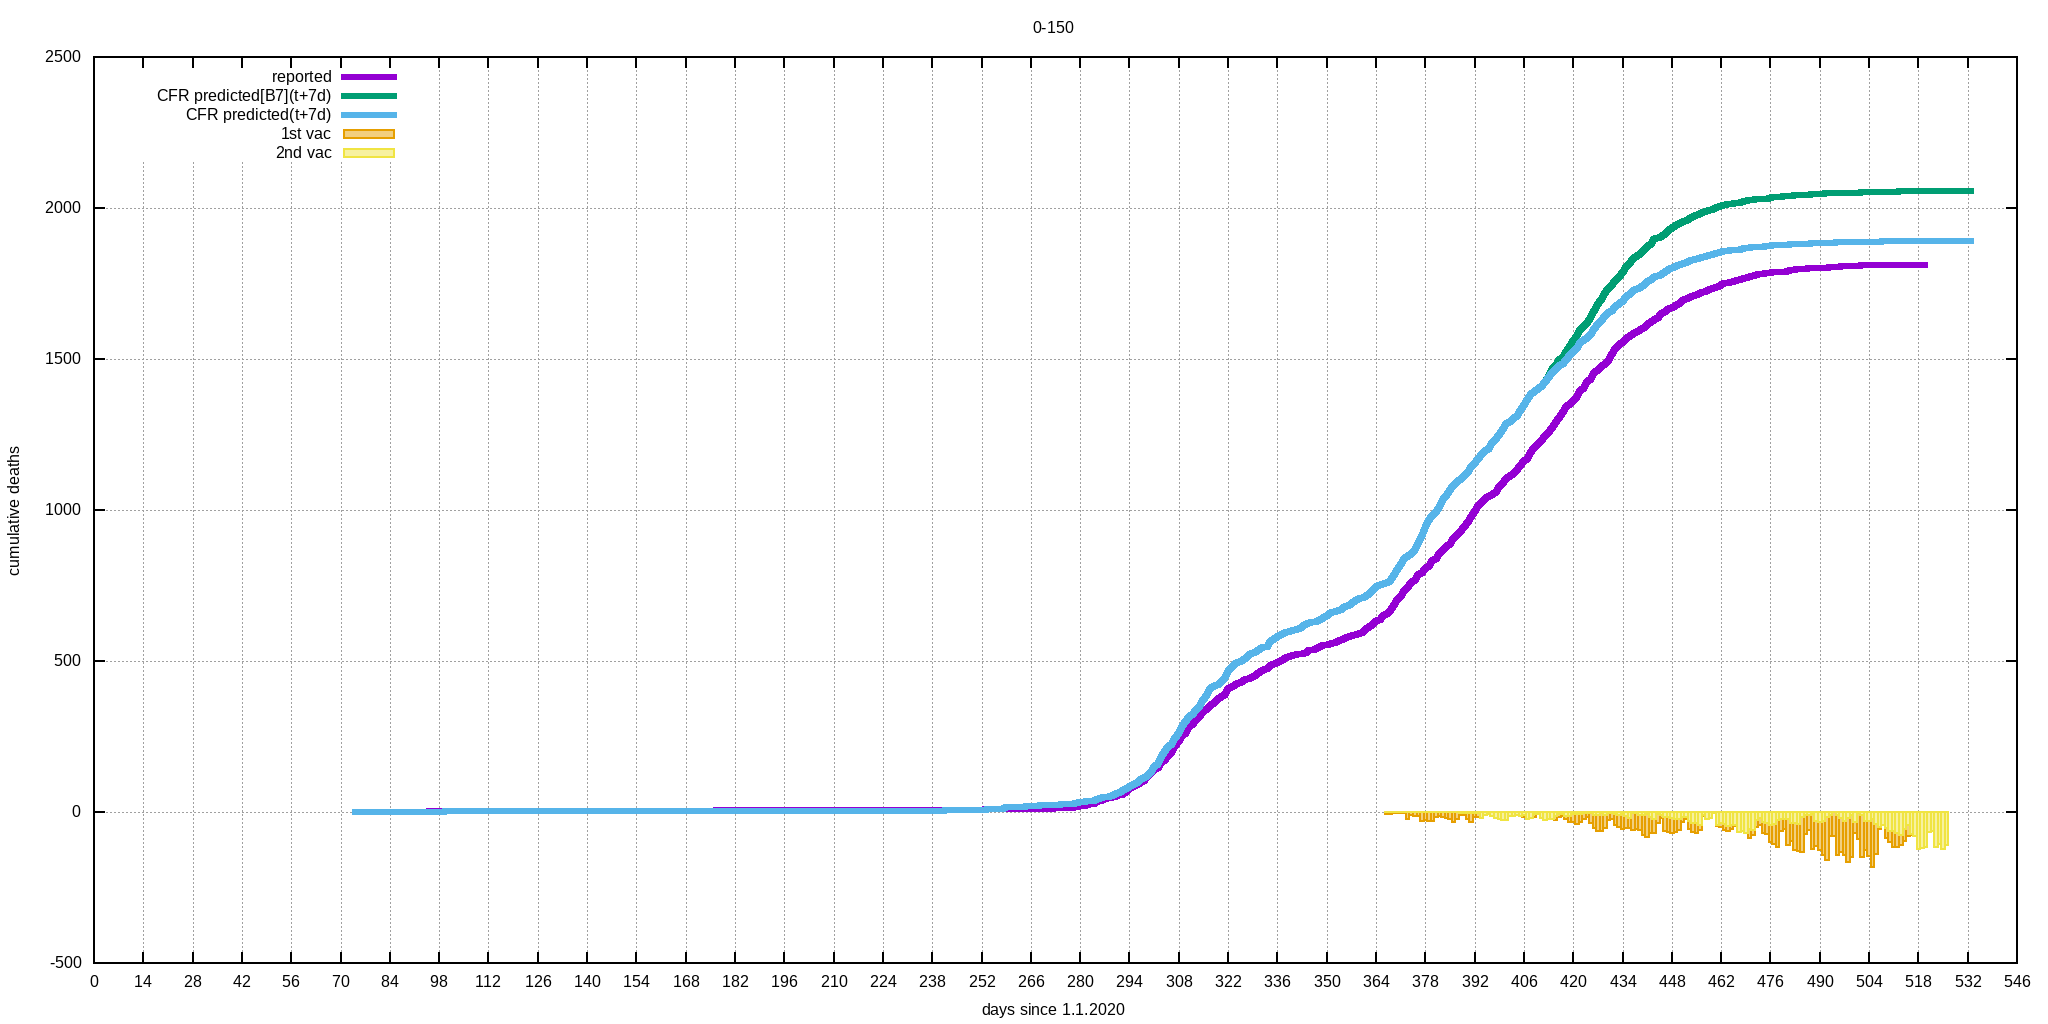 0-150
2500
2000
1500
1000
500
0
-500
cumulative deaths
reported
CFR predicted[B7](t+7d)
CFR predicted(t+7d)
1st vac
2nd vac
0 14 28 42 56 70 84 98 112 126 140 154 168 182 196 210 224 238 252 266 280 294 308 322 336 350 364 378 392 406 420 434 448 462 476 490 504 518 532 546
days since 1.1.2020